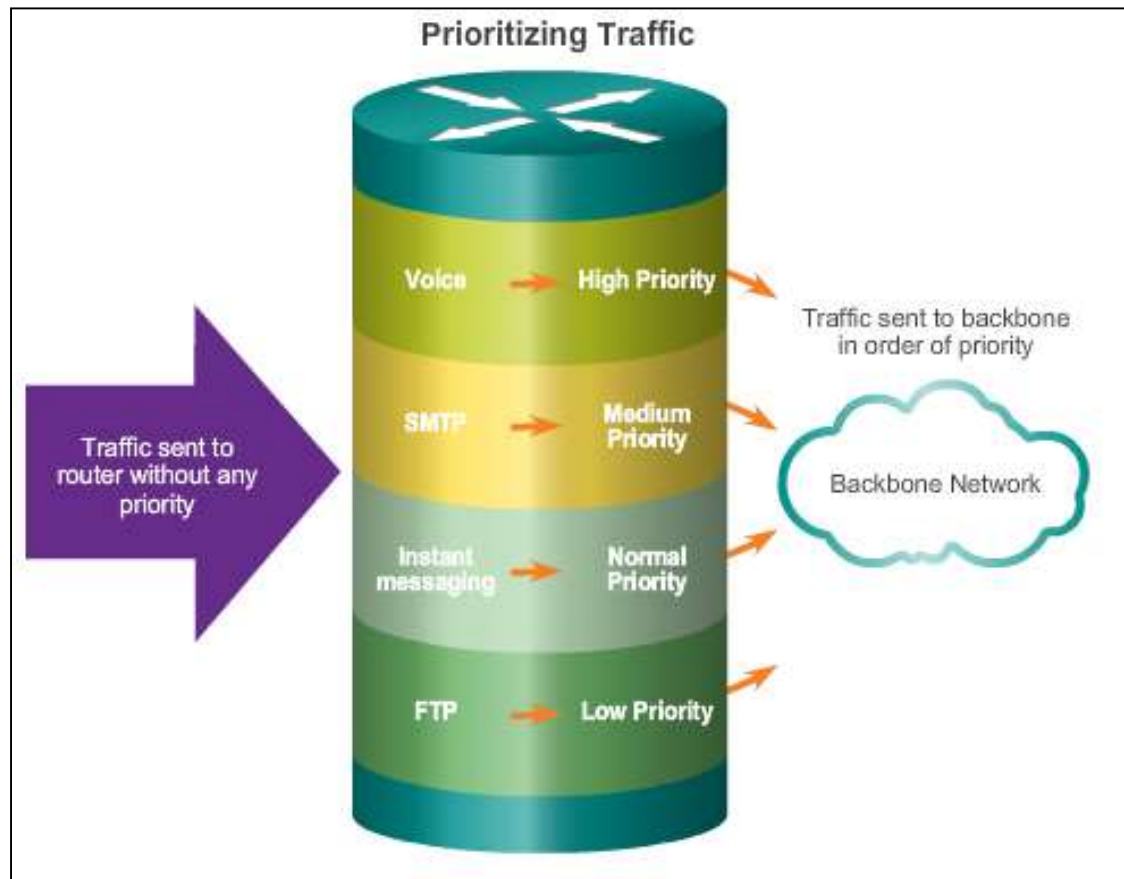 Prioritizing Traffic
Voice
High Priority
Traffic sent to backbone
in order of priority
SMTP
Medium
Priority
Traffic sent to
router without any
priority
Backbone Network
Instant
messaging
Normal
Priority
FTP
Low Priority